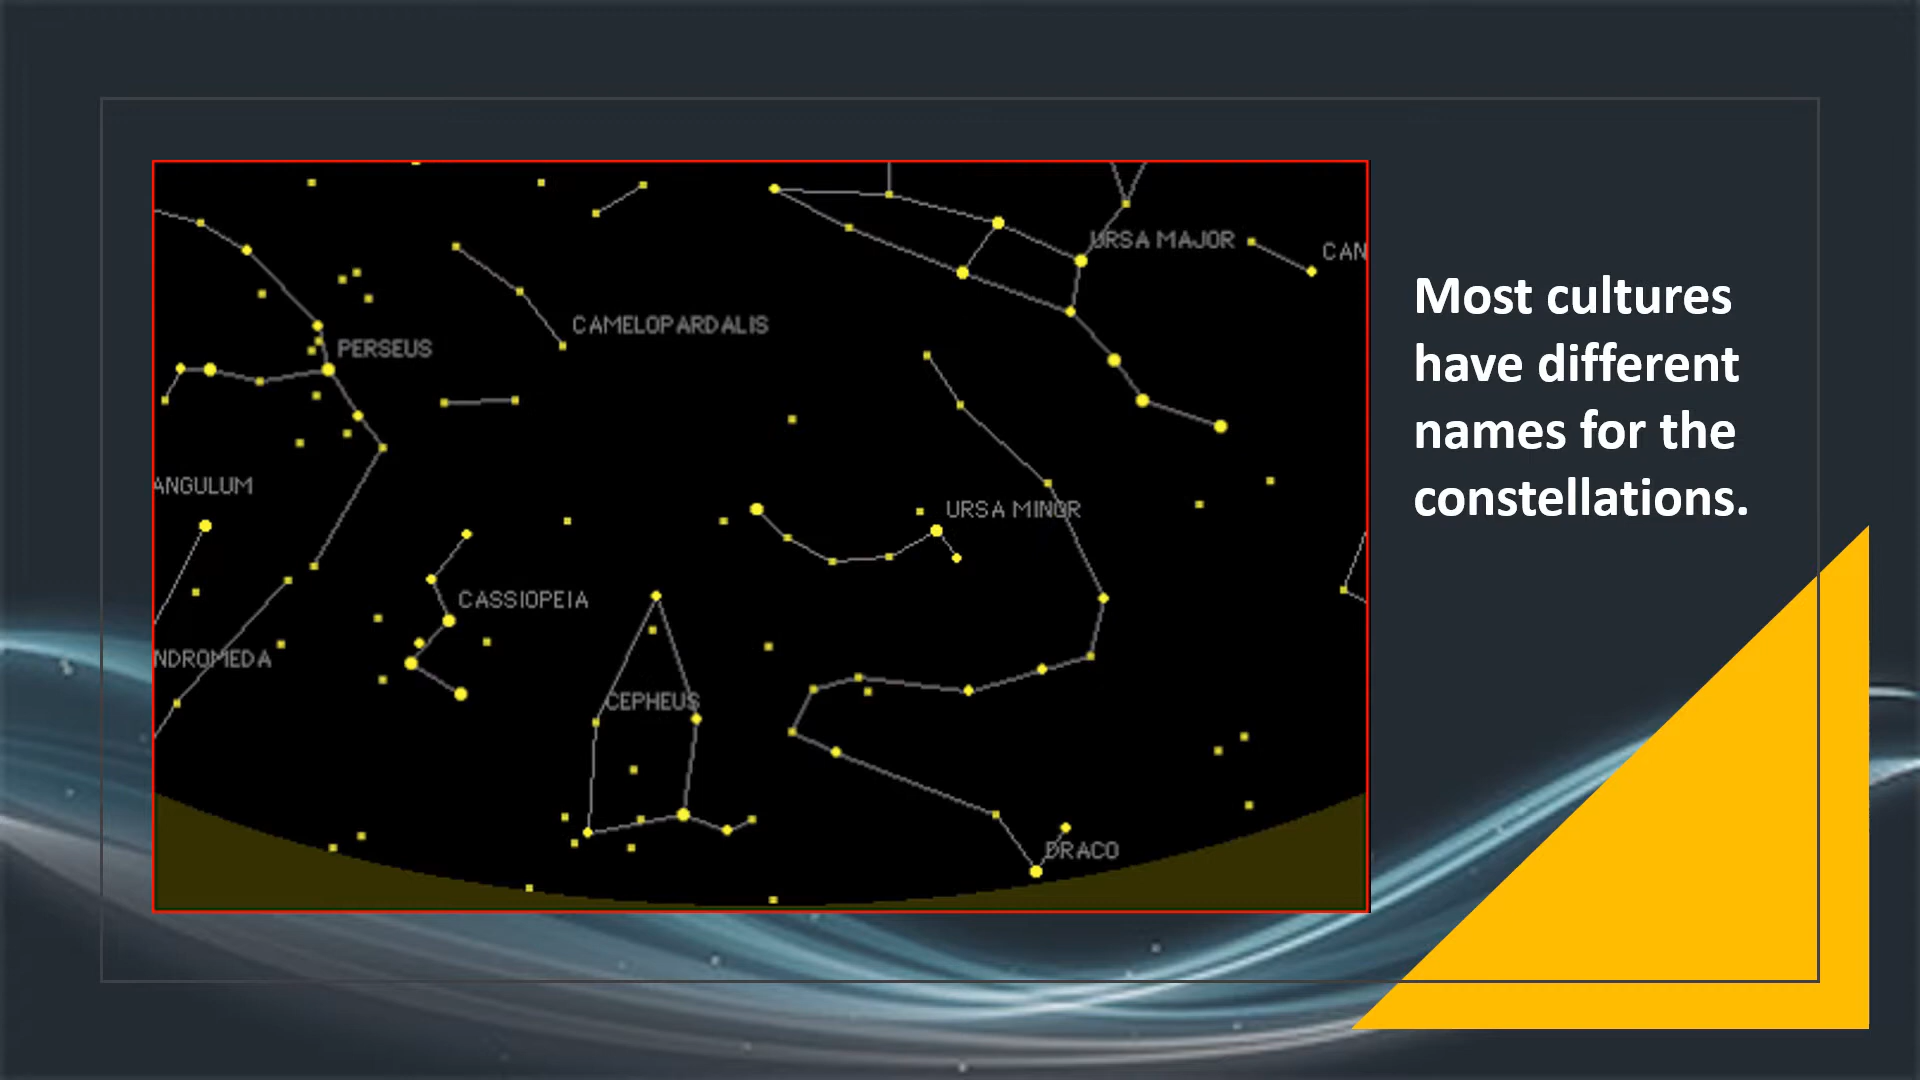 URSA MAJOR
CAN
CAMELOPARDALIS
PERSEUS
ANGULUM
URSA MINOR
CASSIOPEIA
NDROMEDA
CEPHEUS
DRACO
Most cultures
have different
names for the
constellations.